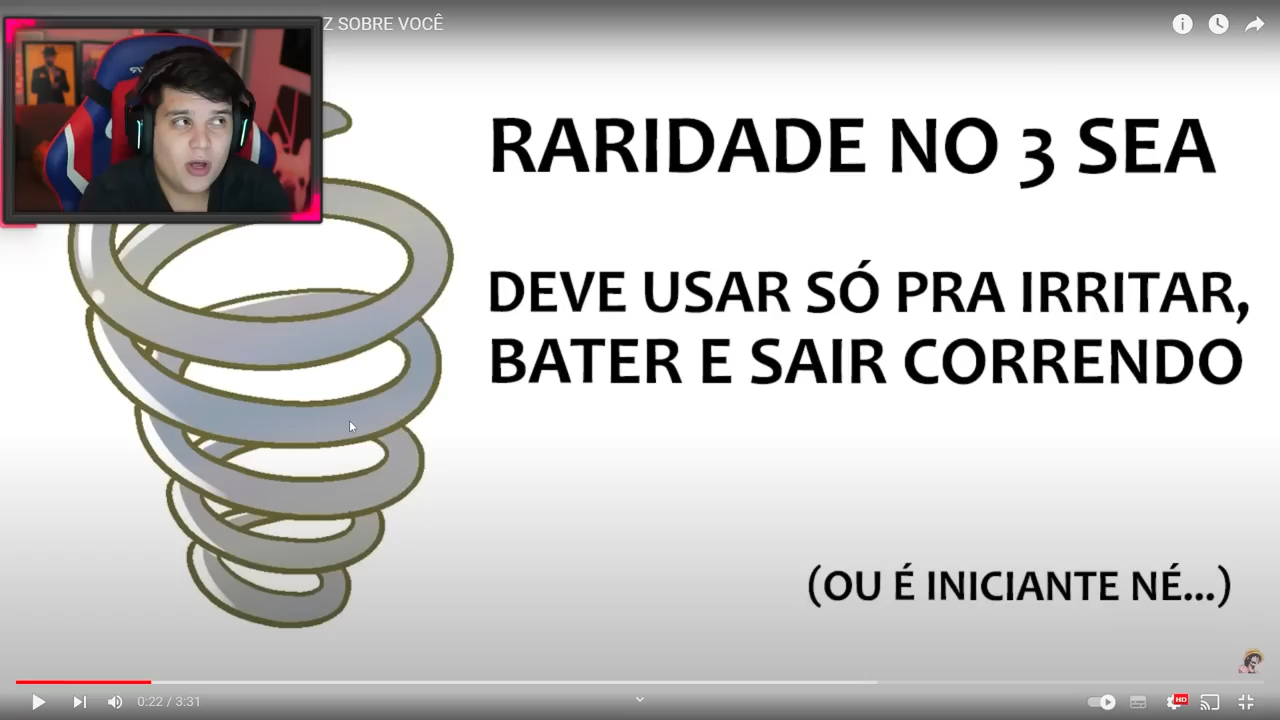 Z SOBRE VOCÊ
RARIDADE NO 3 SEA
DEVE USAR SÓ PRA IRRITAR,
BATER E SAIR CORRENDO
(OU É INICIANTE NÉ...)
0:22 / 3:31
HD